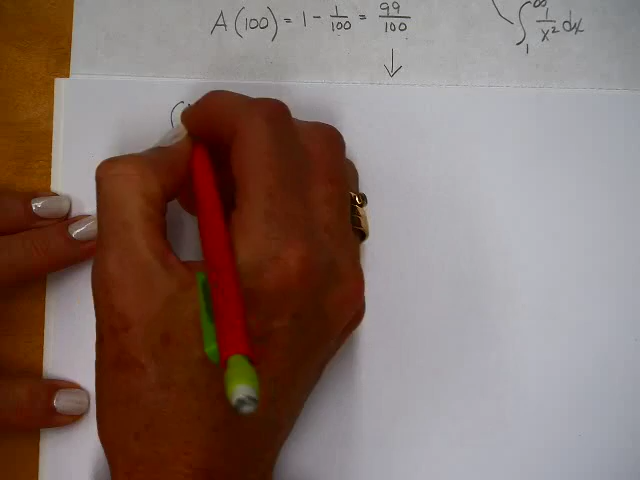 A(100) = 1 - 1/100 = 99/100
↓
∫₁^∞ 1/x² dx
(